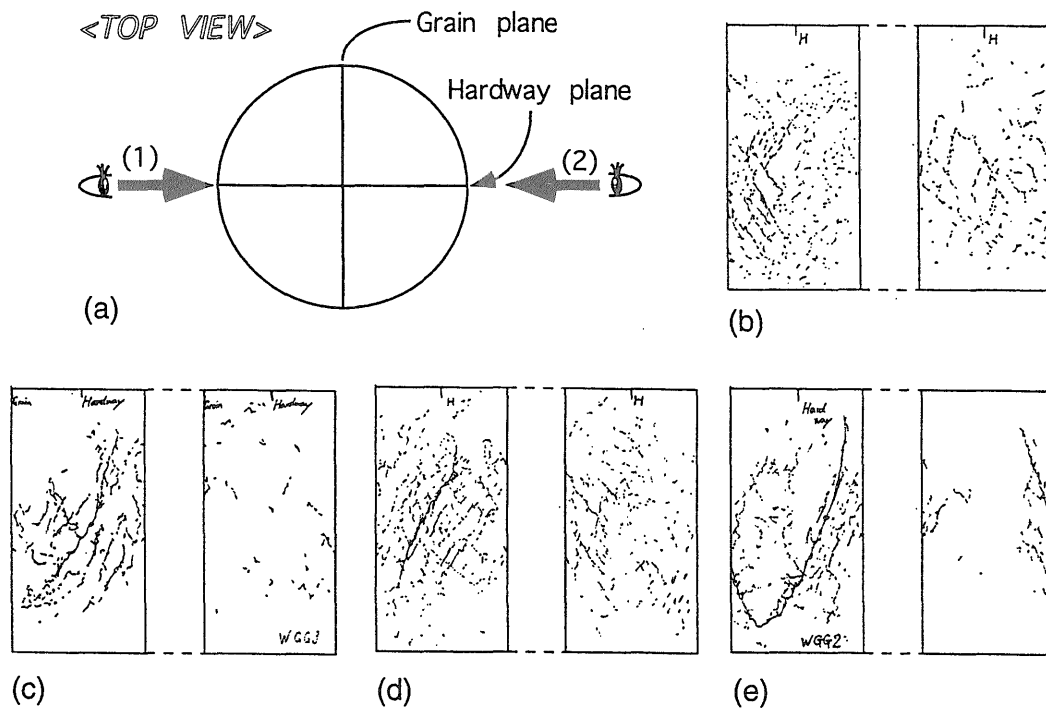 <TOP VIEW>
Grain plane
Hardway plane
(1)
(2)
(a)
H
H
(b)
Grain
Hardway
Grain
Hardway
WGG3
(c)
H
H
(d)
Hard
way
WGG2
(e)